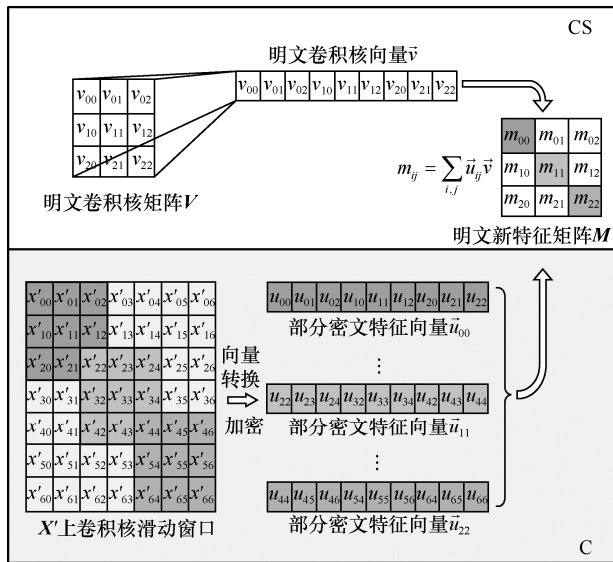 CS
明文卷积核向量v⃗
v₀₀ v₀₁ v₀₂ v₁₀ v₁₁ v₁₂ v₂₀ v₂₁ v₂₂
v₀₀ v₀₁ v₀₂
v₁₀ v₁₁ v₁₂
v₂₀ v₂₁ v₂₂
明文卷积核矩阵V
mᵢⱼ = ∑ᵢ,ⱼ u⃗ᵢⱼv⃗
m₀₀ m₀₁ m₀₂
m₁₀ m₁₁ m₁₂
m₂₀ m₂₁ m₂₂
明文新特征矩阵M
x′₀₀ x′₀₁ x′₀₂ x′₀₃ x′₀₄ x′₀₅ x′₀₆
x′₁₀ x′₁₁ x′₁₂ x′₁₃ x′₁₄ x′₁₅ x′₁₆
x′₂₀ x′₂₁ x′₂₂ x′₂₃ x′₂₄ x′₂₅ x′₂₆
x′₃₀ x′₃₁ x′₃₂ x′₃₃ x′₃₄ x′₃₅ x′₃₆
x′₄₀ x′₄₁ x′₄₂ x′₄₃ x′₄₄ x′₄₅ x′₄₆
x′₅₀ x′₅₁ x′₅₂ x′₅₃ x′₅₄ x′₅₅ x′₅₆
x′₆₀ x′₆₁ x′₆₂ x′₆₃ x′₆₄ x′₆₅ x′₆₆
X′上卷积核滑动窗口
向量
转换
加密
u₀₀ u₀₁ u₀₂ u₁₀ u₁₁ u₁₂ u₂₀ u₂₁ u₂₂
部分密文特征向量u⃗₀₀
⋮
u₂₂ u₂₃ u₂₄ u₃₂ u₃₃ u₃₄ u₄₂ u₄₃ u₄₄
部分密文特征向量u⃗₁₁
⋮
u₄₄ u₄₅ u₄₆ u₅₄ u₅₅ u₅₆ u₆₄ u₆₅ u₆₆
部分密文特征向量u⃗₂₂
C